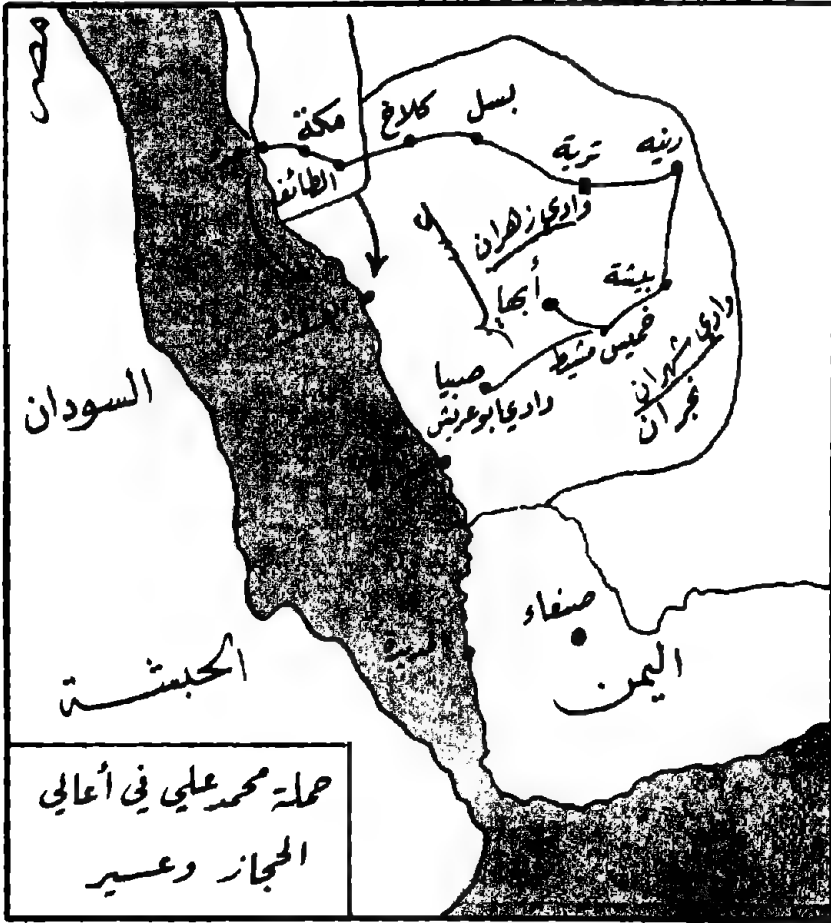 مصر
مكة
كلاخ
بسل
تربة
رنيه
الطائف
وادي زهران
بيشة
أبها
خميس مشيط
وادي شهران
نجران
صبيا
وادي ابو عريش
السودان
صنعاء
اليمن
الحبشة
حملة محمد علي في أعالي
الحجاز وعسير